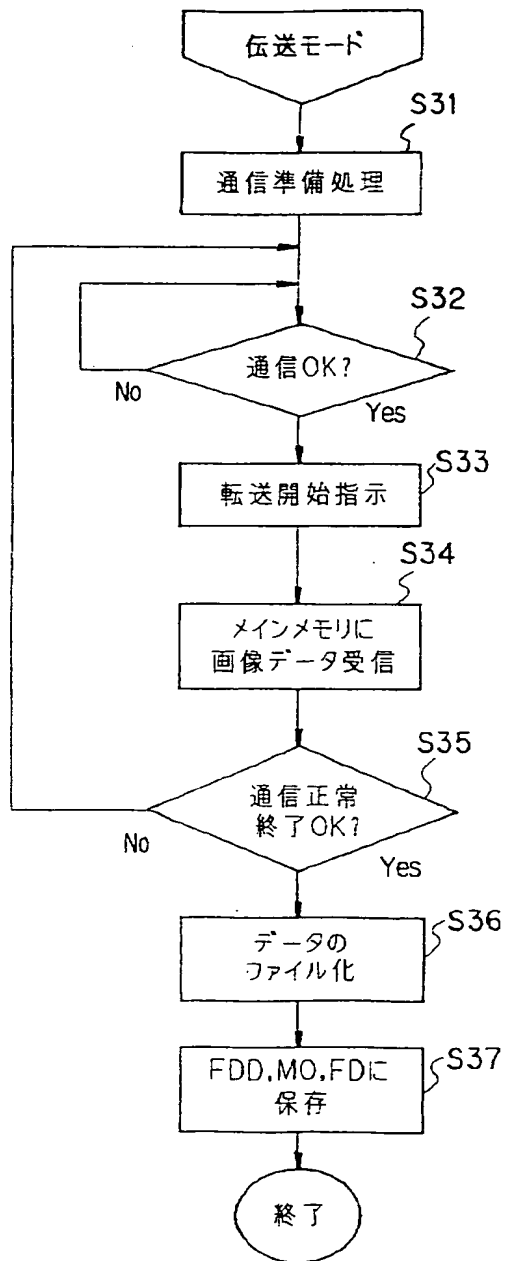 伝送モード
S31
通信準備処理
S32
通信OK?
No
Yes
S33
転送開始指示
S34
メインメモリに
画像データ受信
S35
通信正常
終了OK?
No
Yes
S36
データの
ファイル化
S37
FDD,MO,FDに
保存
終了